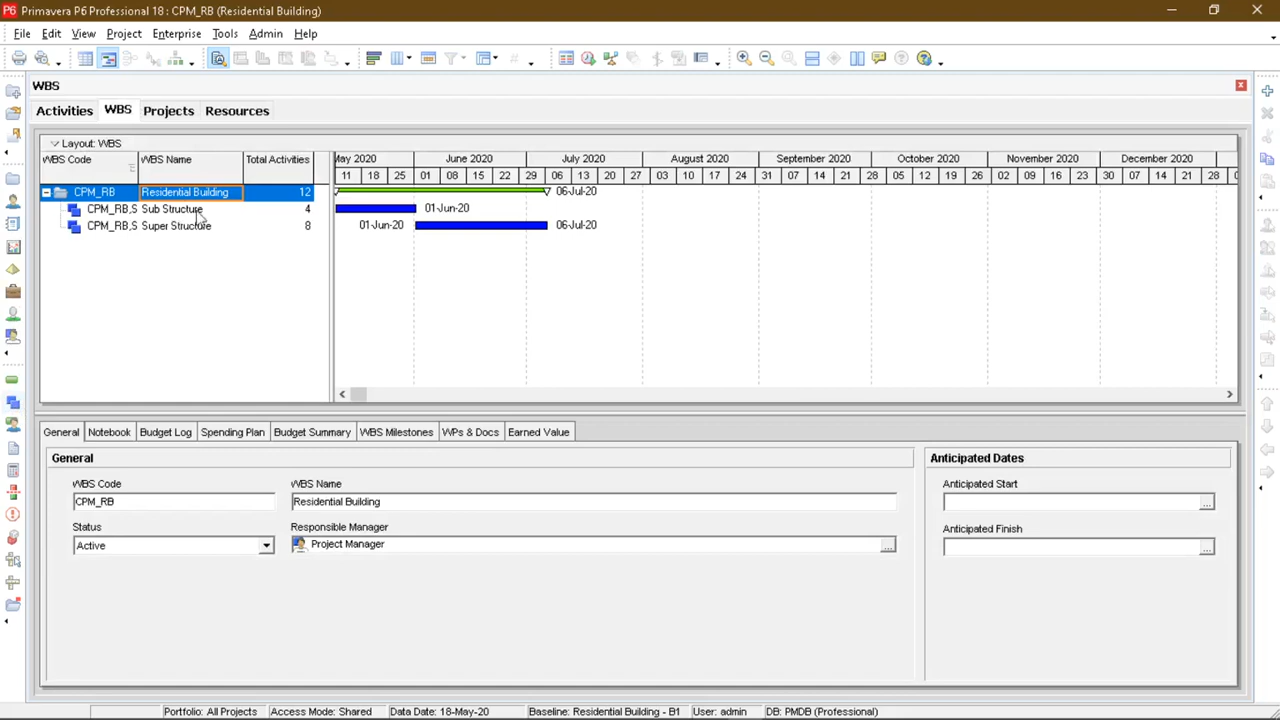 P6 Primavera P6 Professional 18 : CPM_RB (Residential Building)
File Edit View Project Enterprise Tools Admin Help
WBS
Activities WBS Projects Resources
Layout: WBS
WBS Code WBS Name Total Activities
May 2020 June 2020 July 2020 August 2020 September 2020 October 2020 November 2020 December 2020
11 18 25 01 08 15 22 29 06 13 20 27 03 10 17 24 31 07 14 21 28 05 12 19 26 02 09 16 23 30 07 14 21 28
CPM_RB Residential Building 12 06-Jul-20
CPM_RB.S Sub Structure 4 01-Jun-20
CPM_RB.S Super Structure 8 01-Jun-20 06-Jul-20
General Notebook Budget Log Spending Plan Budget Summary WBS Milestones WPs & Docs Earned Value
General Anticipated Dates
WBS Code WBS Name Anticipated Start
CPM_RB Residential Building ...
Status Responsible Manager Anticipated Finish
Active Project Manager ... ...
Portfolio: All Projects Access Mode: Shared Data Date: 18-May-20 Baseline: Residential Building - B1 User: admin DB: PMDB (Professional)